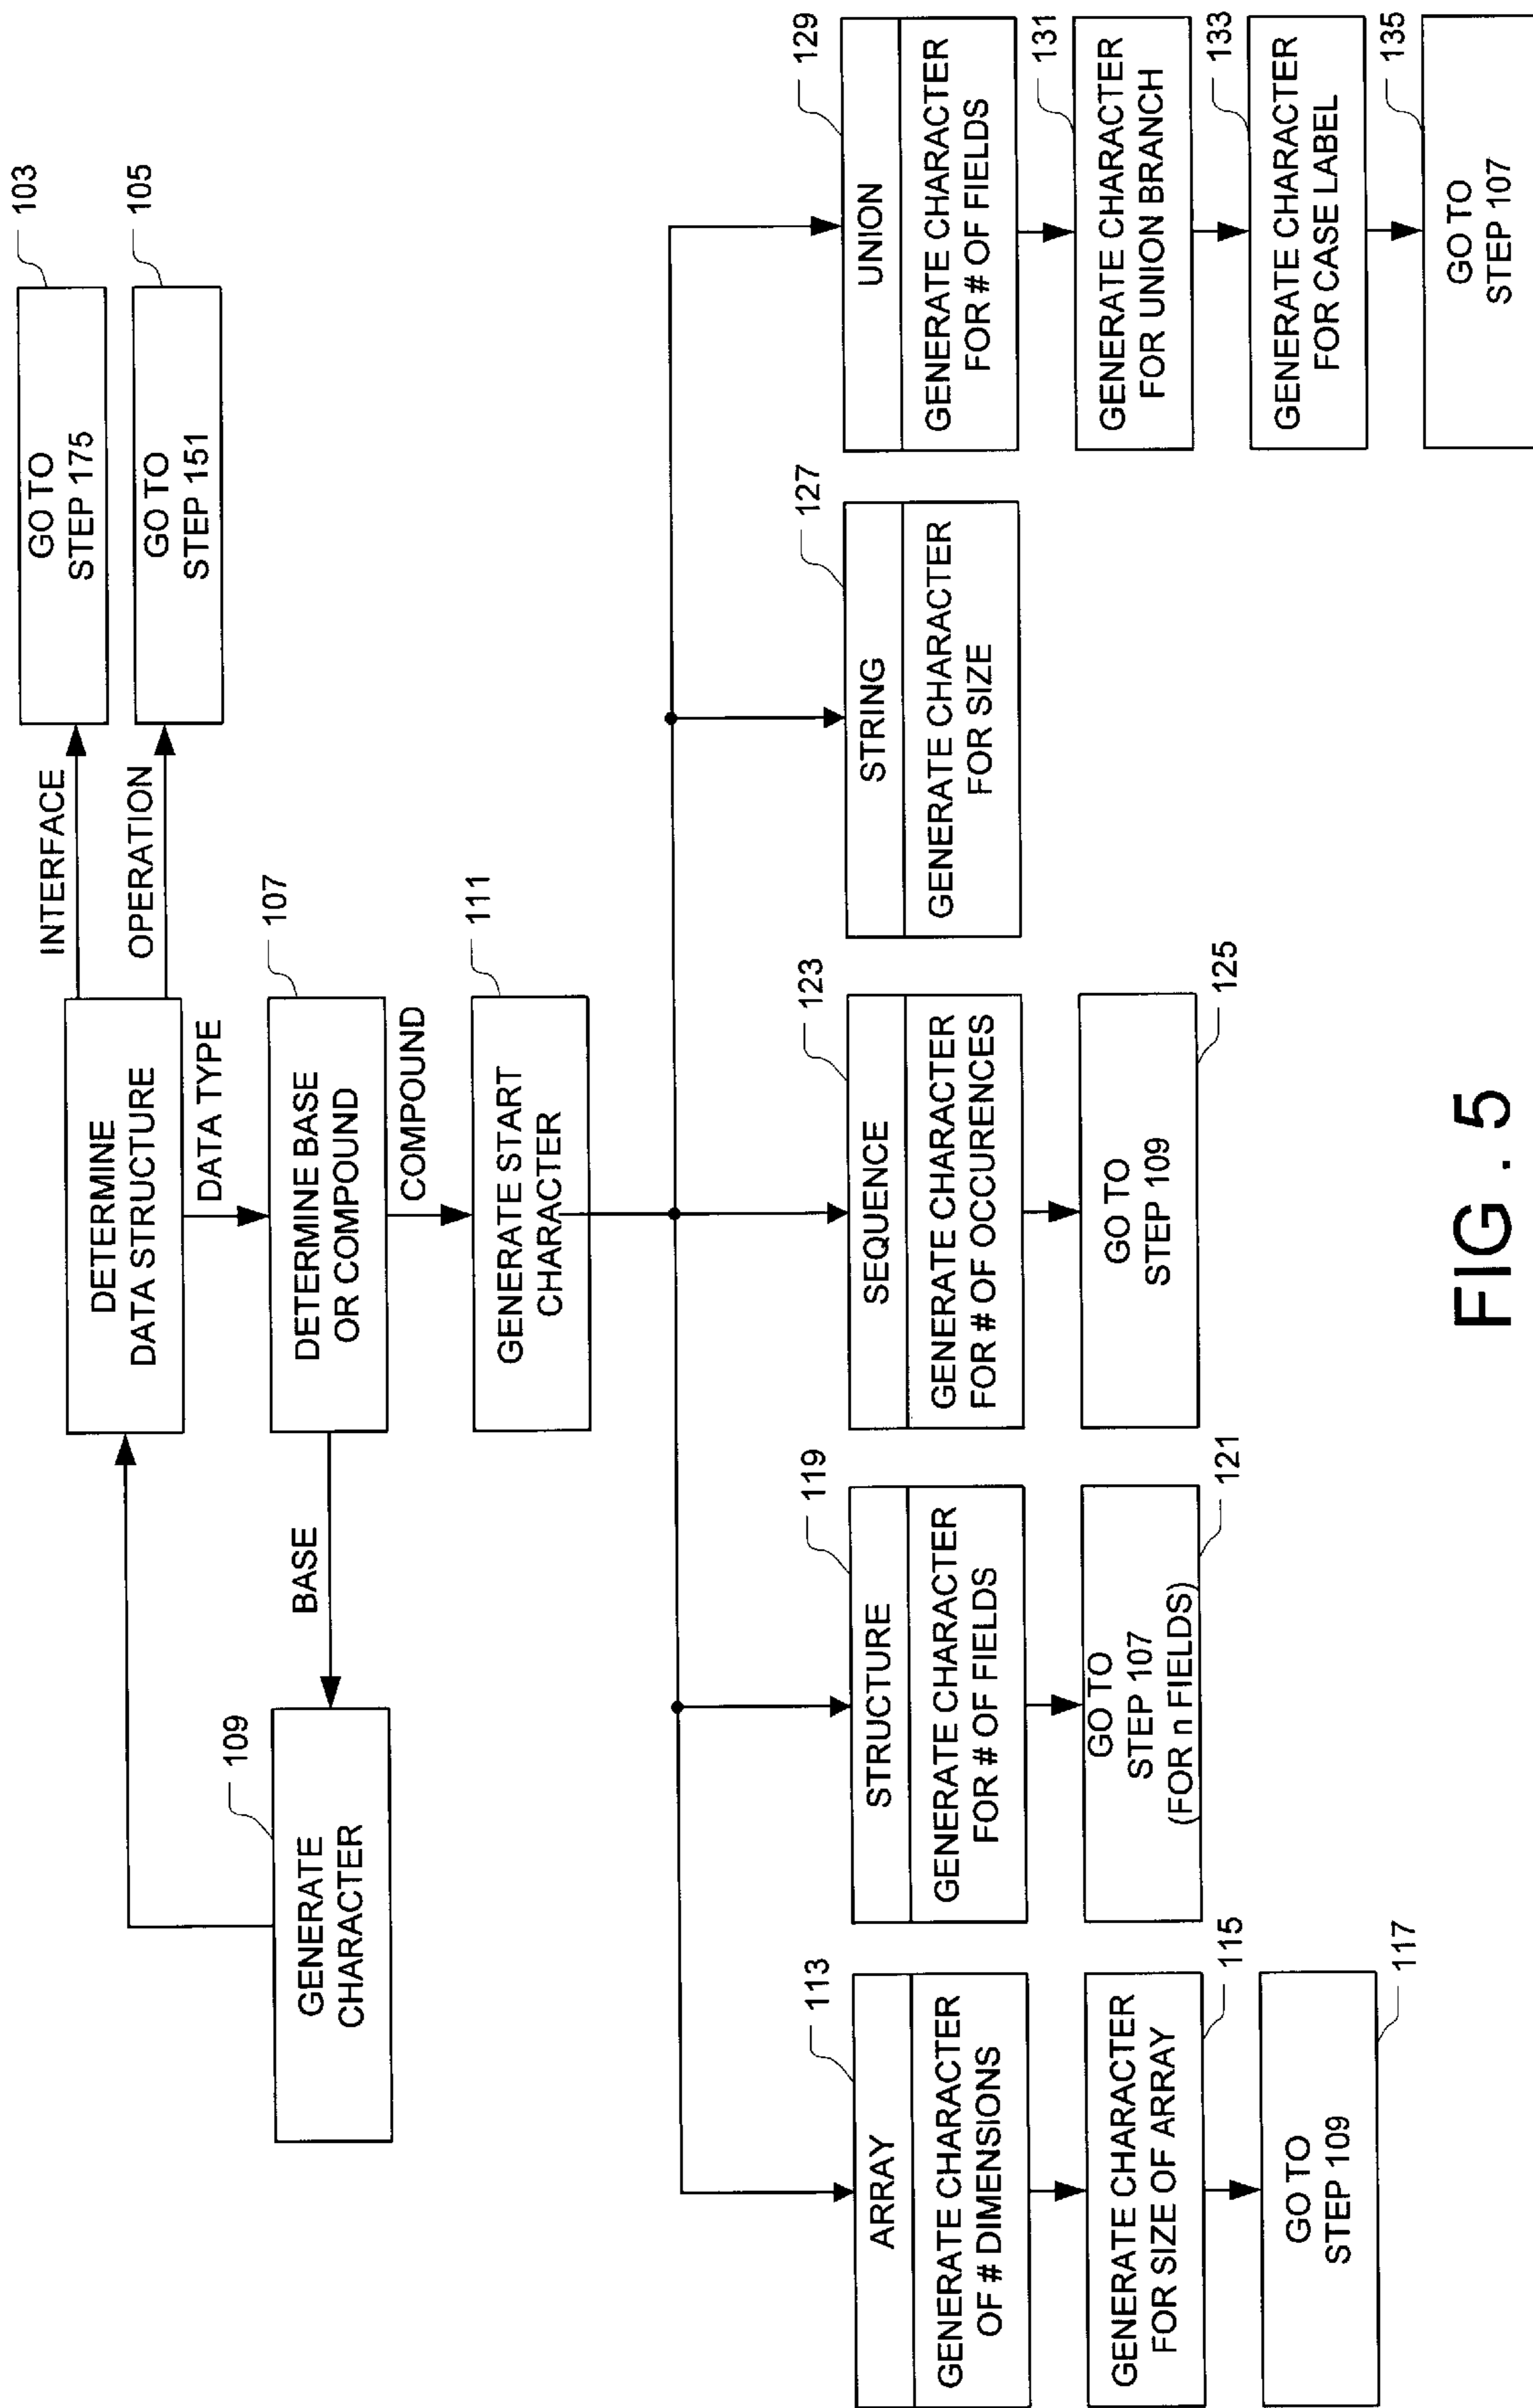 INTERFACE
GO TO
STEP 175
103
OPERATION
GO TO
STEP 151
105
DETERMINE
DATA STRUCTURE
DATA TYPE
107
DETERMINE BASE
OR COMPOUND
BASE
109
GENERATE
CHARACTER
COMPOUND
111
GENERATE START
CHARACTER
113
ARRAY
GENERATE CHARACTER
OF # DIMENSIONS
115
GENERATE CHARACTER
FOR SIZE OF ARRAY
117
GO TO
STEP 109
119
STRUCTURE
GENERATE CHARACTER
FOR # OF FIELDS
121
GO TO
STEP 107
(FOR n FIELDS)
123
SEQUENCE
GENERATE CHARACTER
FOR # OF OCCURENCES
125
GO TO
STEP 109
127
STRING
GENERATE CHARACTER
FOR SIZE
129
UNION
GENERATE CHARACTER
FOR # OF FIELDS
131
GENERATE CHARACTER
FOR UNION BRANCH
133
GENERATE CHARACTER
FOR CASE LABEL
135
GO TO
STEP 107
FIG. 5